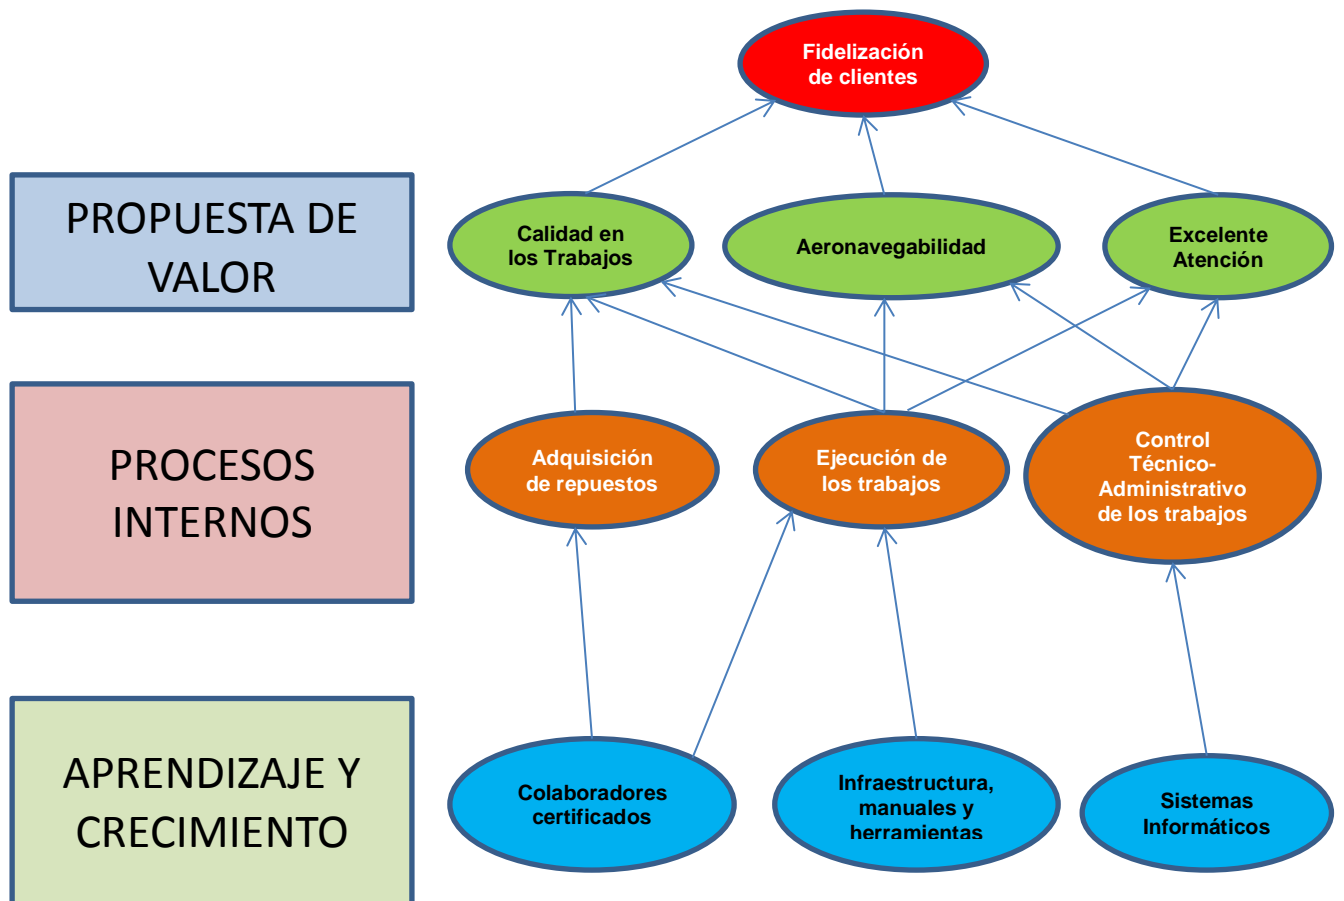 Fidelización
de clientes
PROPUESTA DE
VALOR
Calidad en
los Trabajos
Aeronavegabilidad
Excelente
Atención
PROCESOS
INTERNOS
Adquisición
de repuestos
Ejecución de
los trabajos
Control
Técnico-
Administrativo
de los trabajos
APRENDIZAJE Y
CRECIMIENTO
Colaboradores
certificados
Infraestructura,
manuales y
herramientas
Sistemas
Informáticos